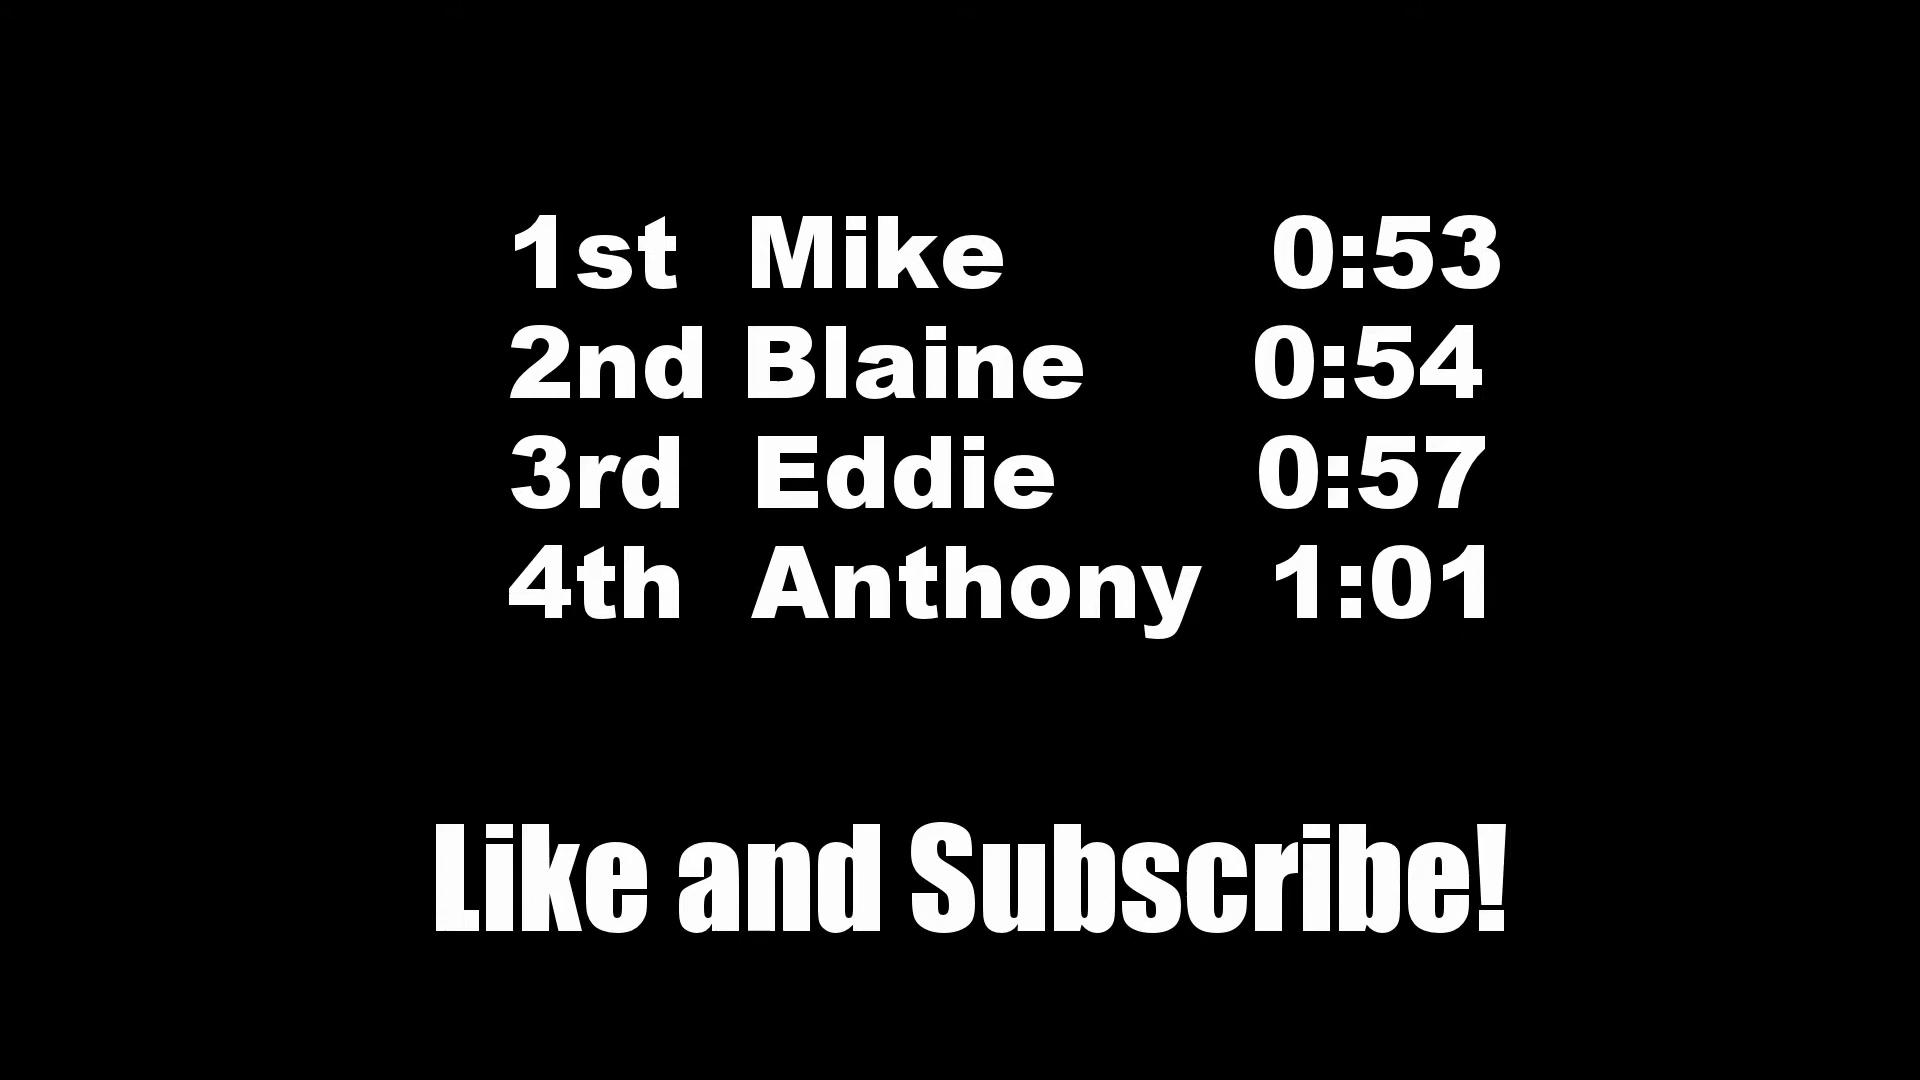 1st Mike 0:53
2nd Blaine 0:54
3rd Eddie 0:57
4th Anthony 1:01
Like and Subscribe!